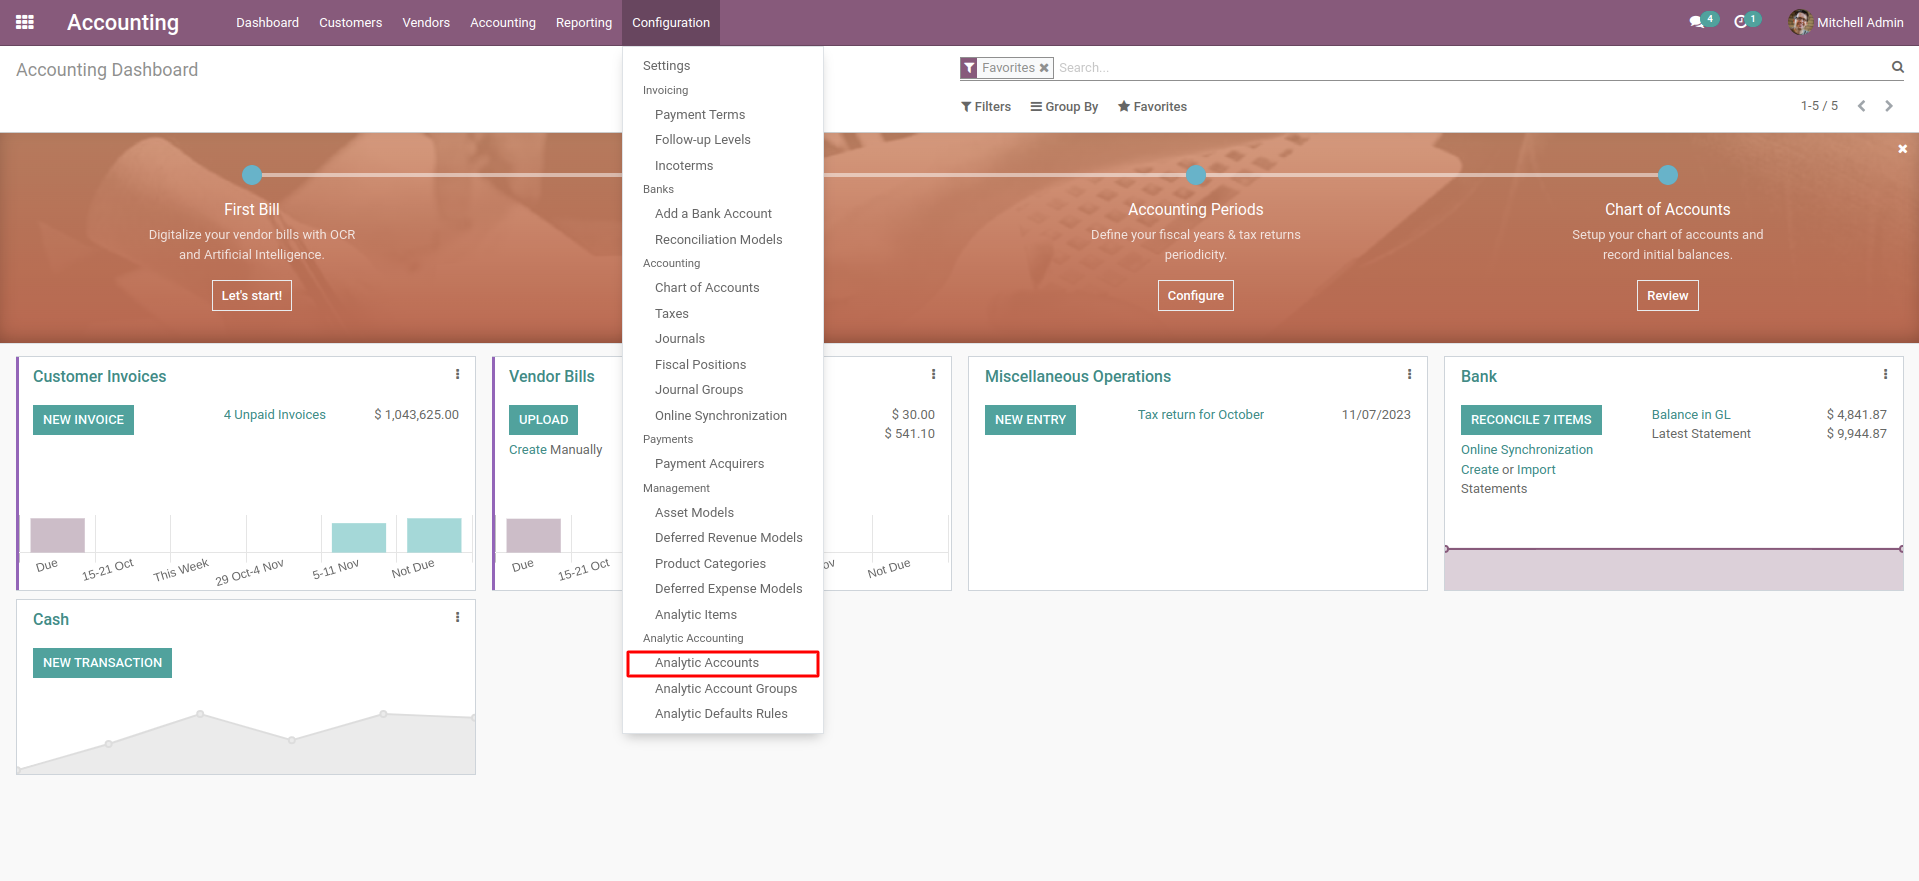 Accounting
Dashboard
Customers
Vendors
Accounting
Reporting
Configuration
4
1
Mitchell Admin
Accounting Dashboard
Favorites
Search...
Filters
Group By
Favorites
1-5 / 5
Settings
Invoicing
Payment Terms
Follow-up Levels
Incoterms
Banks
Add a Bank Account
Reconciliation Models
Accounting
Chart of Accounts
Taxes
Journals
Fiscal Positions
Journal Groups
Online Synchronization
Payments
Payment Acquirers
Management
Asset Models
Deferred Revenue Models
Product Categories
Deferred Expense Models
Analytic Items
Analytic Accounting
Analytic Accounts
Analytic Account Groups
Analytic Defaults Rules
First Bill
Digitalize your vendor bills with OCR
and Artificial Intelligence.
Let's start!
Accounting Periods
Define your fiscal years & tax returns
periodicity.
Configure
Chart of Accounts
Setup your chart of accounts and
record initial balances.
Review
Customer Invoices
NEW INVOICE
4 Unpaid Invoices
$ 1,043,625.00
Due
15-21 Oct
This Week
29 Oct-4 Nov
5-11 Nov
Not Due
Vendor Bills
UPLOAD
Create Manually
$ 30.00
$ 541.10
Due
15-21 Oct
ov
Not Due
Miscellaneous Operations
NEW ENTRY
Tax return for October
11/07/2023
Bank
RECONCILE 7 ITEMS
Online Synchronization
Create or Import
Statements
Balance in GL
$ 4,841.87
Latest Statement
$ 9,944.87
Cash
NEW TRANSACTION